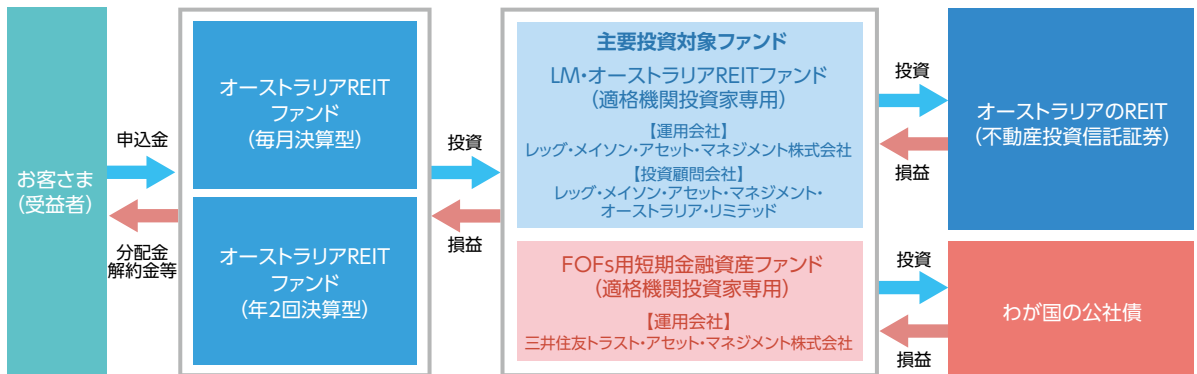 お客さま
(受益者)
申込金
分配金
解約金等
オーストラリアREIT
ファンド
(毎月決算型)
オーストラリアREIT
ファンド
(年2回決算型)
投資
損益
主要投資対象ファンド
LM・オーストラリアREITファンド
(適格機関投資家専用)
【運用会社】
レッグ・メイソン・アセット・マネジメント株式会社
【投資顧問会社】
レッグ・メイソン・アセット・マネジメント・
オーストラリア・リミテッド
FOFs用短期金融資産ファンド
(適格機関投資家専用)
【運用会社】
三井住友トラスト・アセット・マネジメント株式会社
投資
損益
オーストラリアのREIT
(不動産投資信託証券)
投資
損益
わが国の公社債